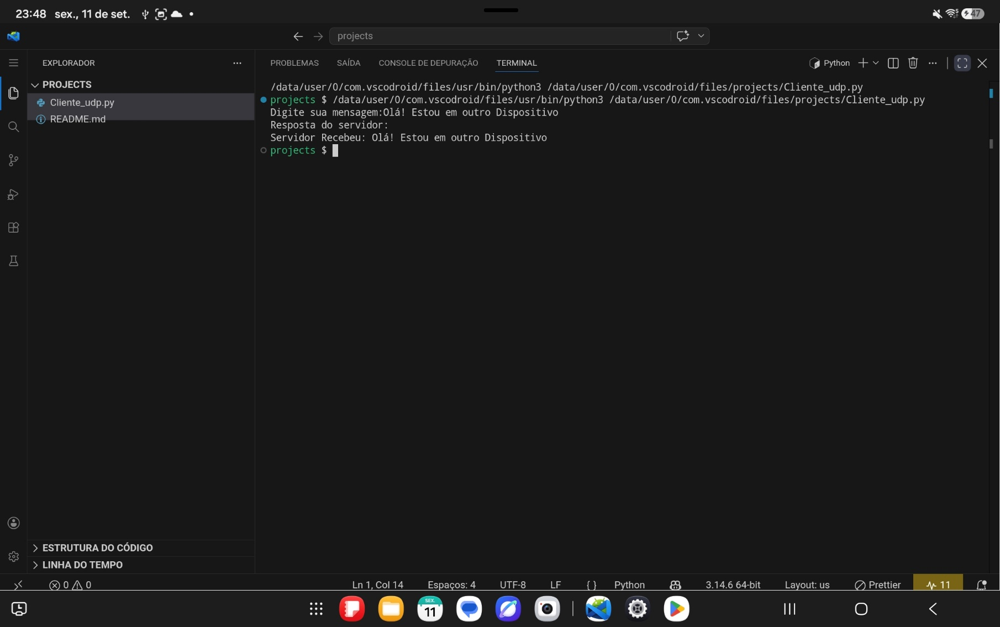 23:48 sex., 11 de set.
47
projects
EXPLORADOR
PROBLEMAS SAÍDA CONSOLE DE DEPURAÇÃO TERMINAL
Python
PROJECTS
Cliente_udp.py
README.md
/data/user/0/com.vscodroid/files/usr/bin/python3 /data/user/0/com.vscodroid/files/projects/Cliente_udp.py
projects $ /data/user/0/com.vscodroid/files/usr/bin/python3 /data/user/0/com.vscodroid/files/projects/Cliente_udp.py
Digite sua mensagem:Olá! Estou em outro Dispositivo
Resposta do servidor:
Servidor Recebeu: Olá! Estou em outro Dispositivo
projects $
ESTRUTURA DO CÓDIGO
LINHA DO TEMPO
0 0 Ln 1, Col 14 Espaços: 4 UTF-8 LF { } Python 3.14.6 64-bit Layout: us Prettier 11
SEX.
11